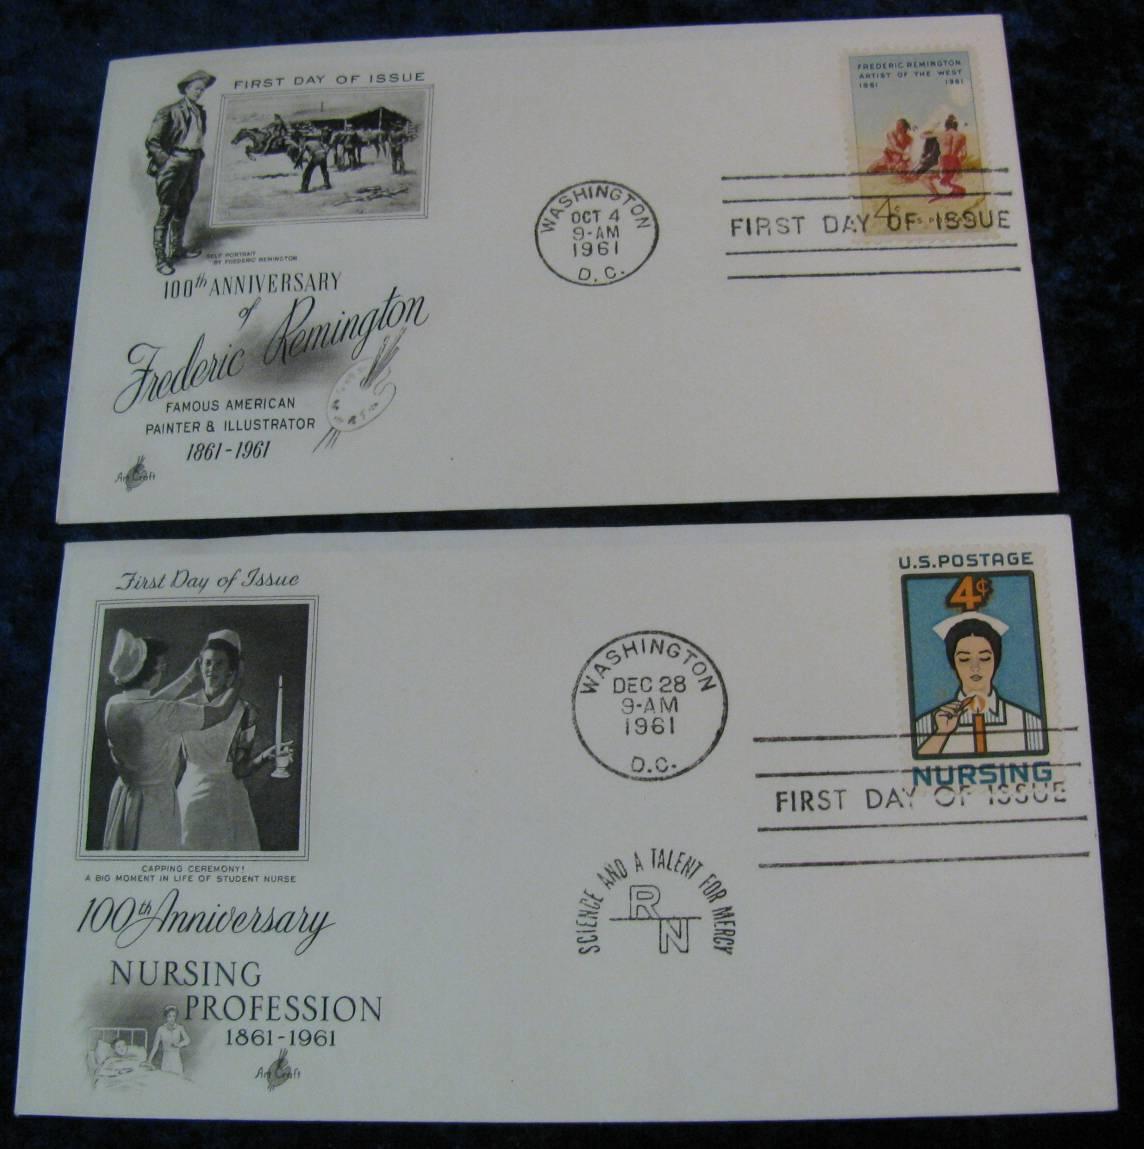 FIRST DAY OF ISSUE
SELF PORTRAIT
BY FREDERIC REMINGTON
100th ANNIVERSARY
of
Frederic Remington
FAMOUS AMERICAN
PAINTER & ILLUSTRATOR
1861-1961
Art Craft
WASHINGTON
OCT 4
9-AM
1961
D.C.
FREDERIC REMINGTON
ARTIST OF THE WEST
1861 1961
4c
FIRST DAY OF ISSUE
First Day of Issue
CAPPING CEREMONY!
A BIG MOMENT IN LIFE OF STUDENT NURSE
100th Anniversary
NURSING
PROFESSION
1861-1961
Art Craft
WASHINGTON
DEC 28
9-AM
1961
D.C.
SCIENCE AND A TALENT FOR MERCY
RN
U.S. POSTAGE
4¢
NURSING
FIRST DAY OF ISSUE